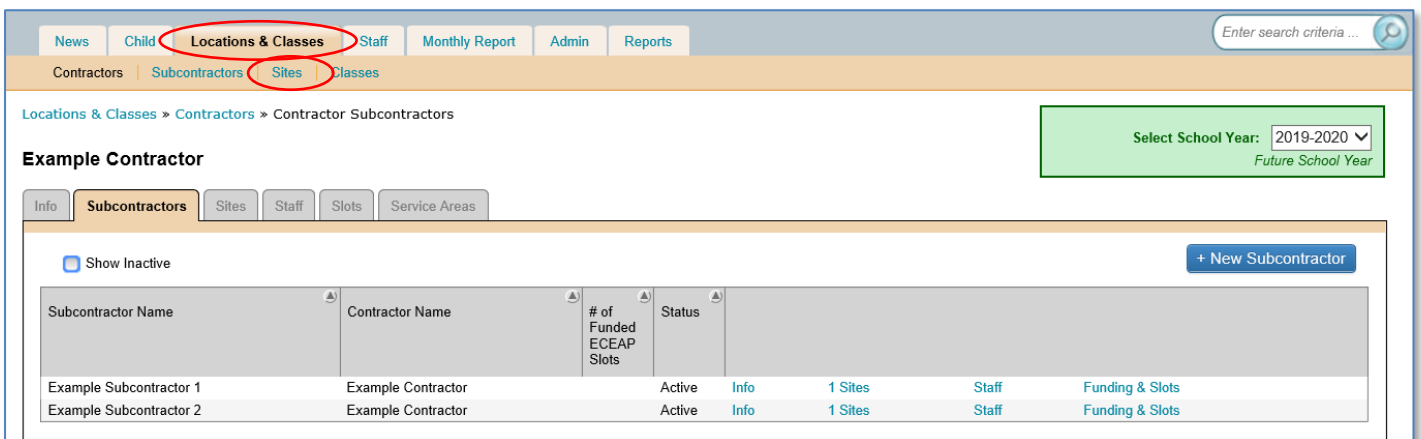 News Child Locations & Classes Staff Monthly Report Admin Reports Enter search criteria ...
Contractors Subcontractors Sites Classes
Locations & Classes » Contractors » Contractor Subcontractors
Select School Year: 2019-2020
Future School Year
Example Contractor
Info Subcontractors Sites Staff Slots Service Areas
Show Inactive + New Subcontractor
Subcontractor Name Contractor Name # of Status
Funded
ECEAP
Slots
Example Subcontractor 1 Example Contractor Active Info 1 Sites Staff Funding & Slots
Example Subcontractor 2 Example Contractor Active Info 1 Sites Staff Funding & Slots